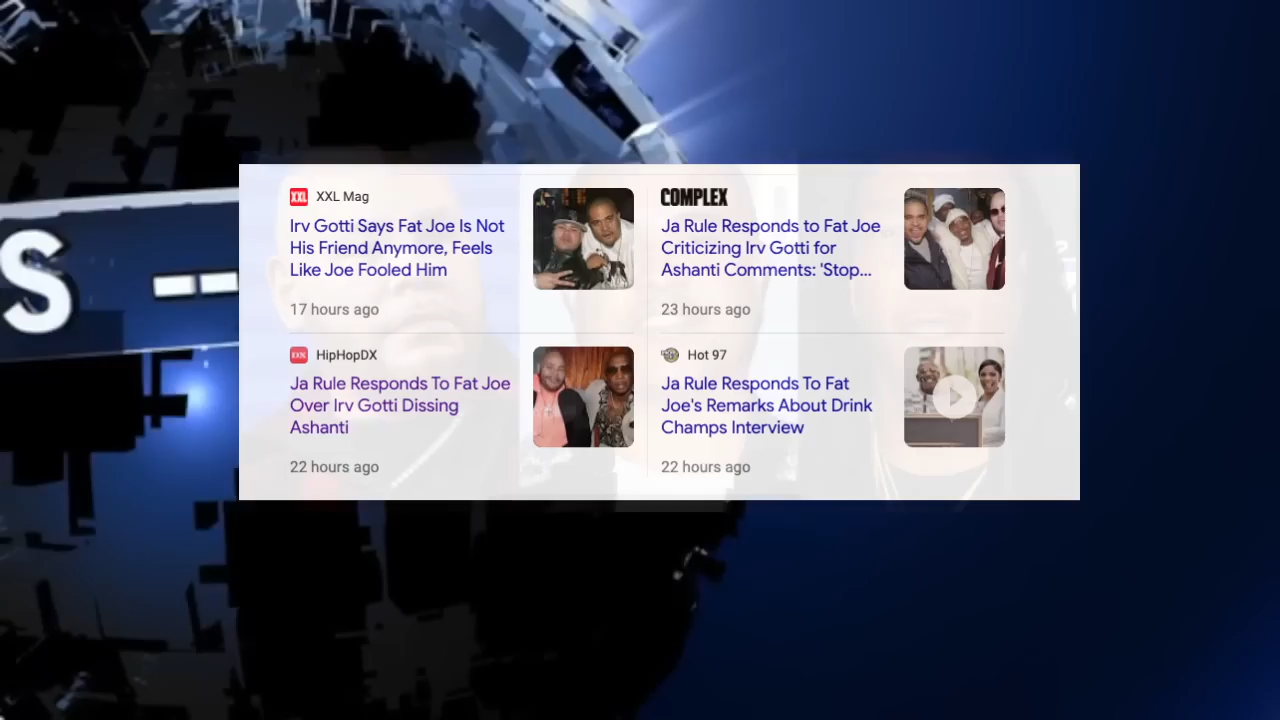 S --
XXL
XXL Mag
Irv Gotti Says Fat Joe Is Not
His Friend Anymore, Feels
Like Joe Fooled Him
17 hours ago
COMPLEX
Ja Rule Responds to Fat Joe
Criticizing Irv Gotti for
Ashanti Comments: 'Stop...
23 hours ago
HipHopDX
Ja Rule Responds To Fat Joe
Over Irv Gotti Dissing
Ashanti
22 hours ago
Hot 97
Ja Rule Responds To Fat
Joe's Remarks About Drink
Champs Interview
22 hours ago